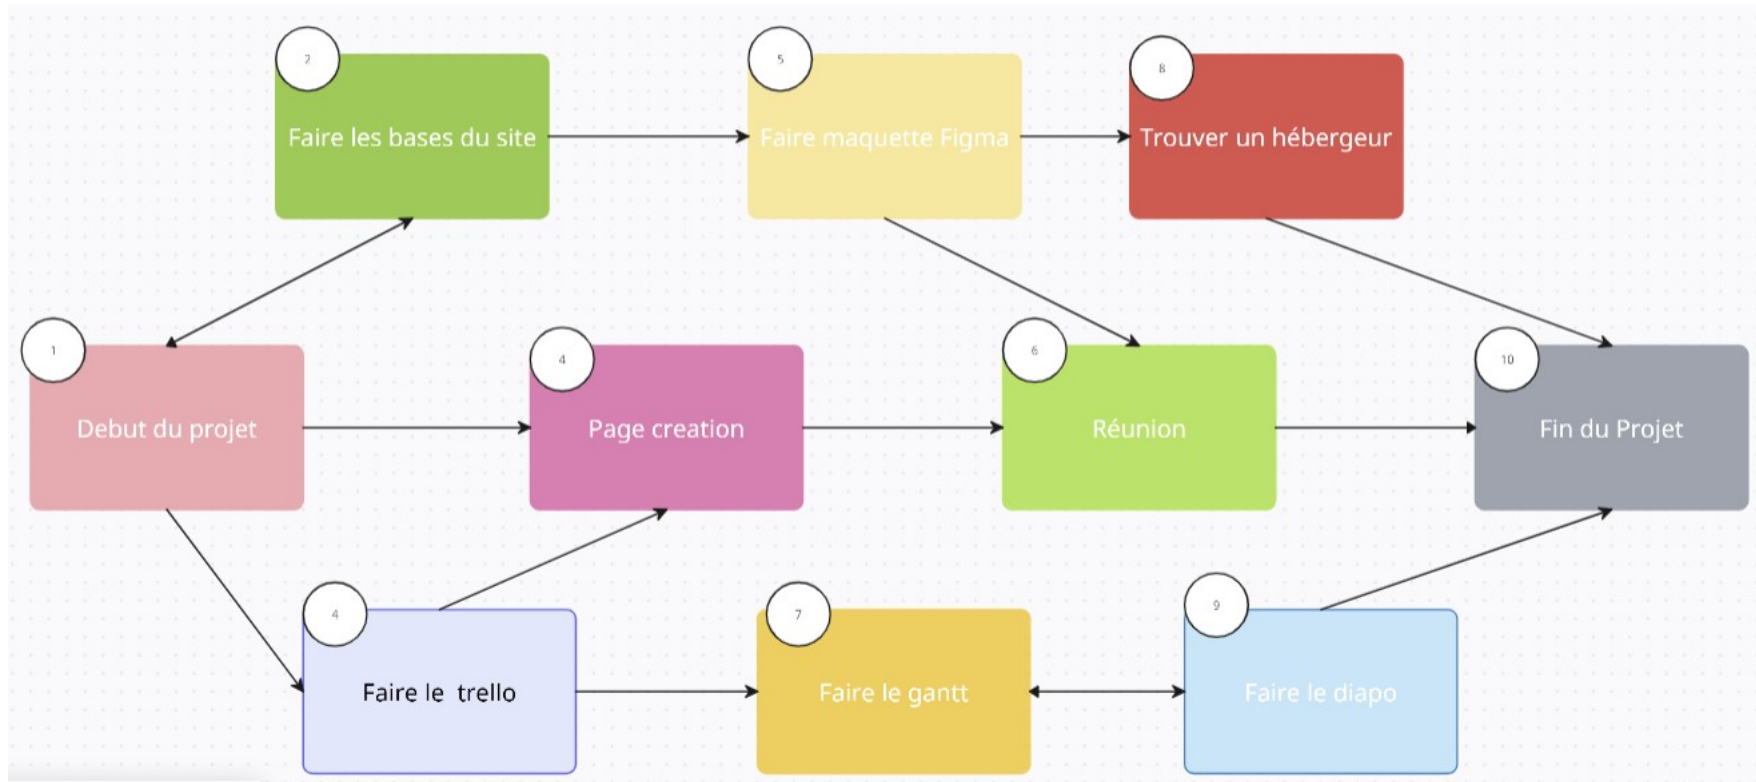 2
Faire les bases du site
5
Faire maquette Figma
8
Trouver un hébergeur
1
Debut du projet
4
Page creation
6
Réunion
10
Fin du Projet
4
Faire le trello
7
Faire le gantt
9
Faire le diapo